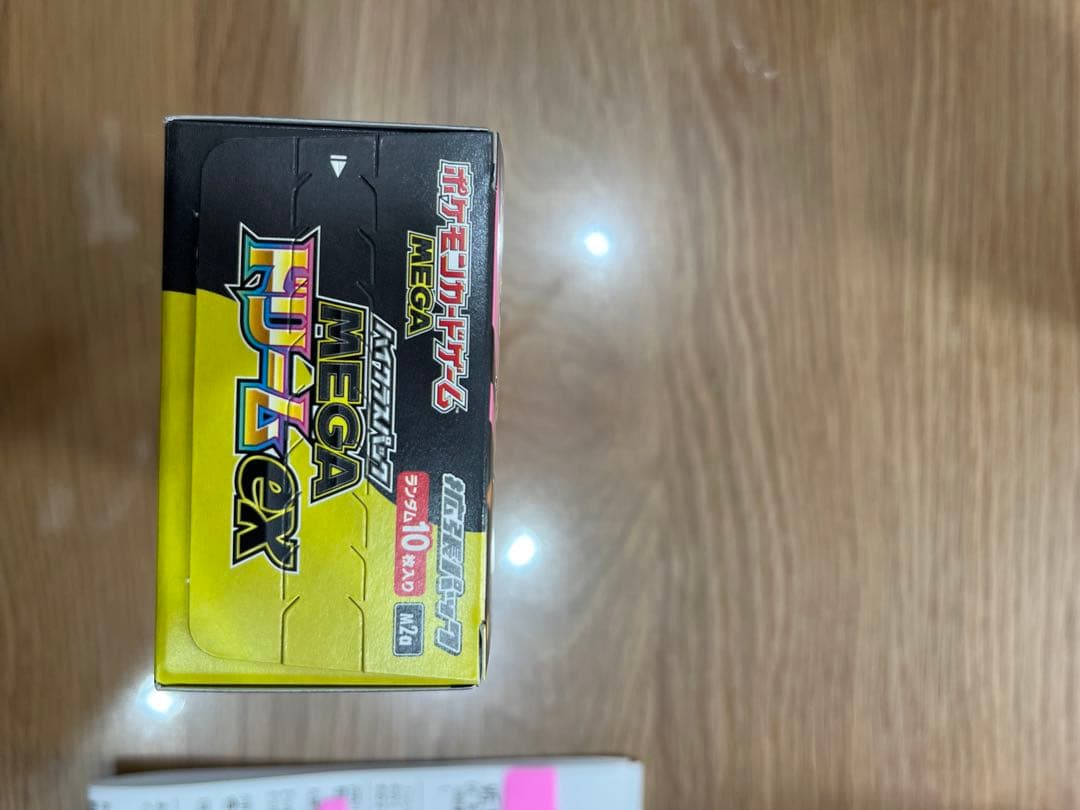 ポケモンカードゲーム
MEGA
拡張パック
ハイクラスパック
MEGA
ドリームex
ランダム10枚入り
M2a